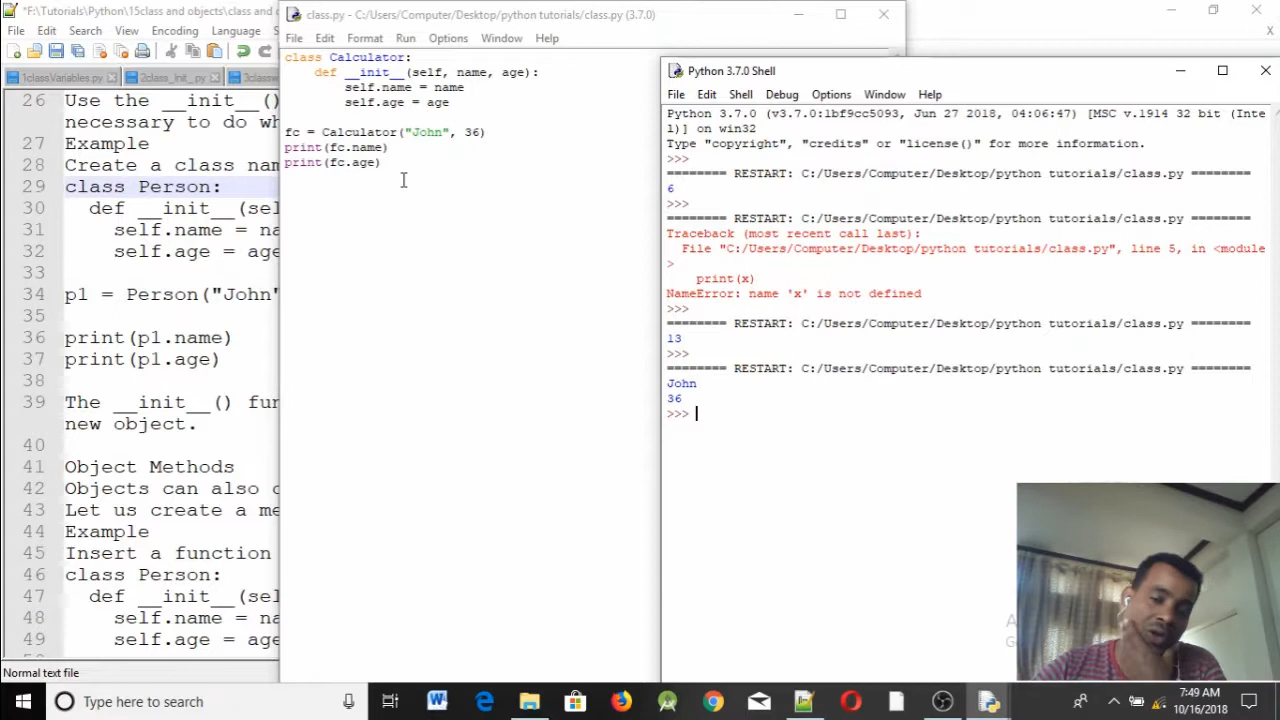 *F:\Tutorials\Python\15class and objects\class and o
File Edit Search View Encoding Language
1classVariables.py 2class_Init_.py 3classw
26 Use the __init__()
necessary to do wh
27 Example
28 Create a class nam
29 class Person:
30 def __init__(sel
31 self.name = na
32 self.age = age
33
34 p1 = Person("John"
35
36 print(p1.name)
37 print(p1.age)
38
39 The __init__() fun
new object.
40
41 Object Methods
42 Objects can also c
43 Let us create a me
44 Example
45 Insert a function
46 class Person:
47 def __init__(sel
48 self.name = na
49 self.age = age
Normal text file
class.py - C:/Users/Computer/Desktop/python tutorials/class.py (3.7.0)
File Edit Format Run Options Window Help
class Calculator:
def __init__(self, name, age):
self.name = name
self.age = age
fc = Calculator("John", 36)
print(fc.name)
print(fc.age)
Python 3.7.0 Shell
File Edit Shell Debug Options Window Help
Python 3.7.0 (v3.7.0:1bf9cc5093, Jun 27 2018, 04:06:47) [MSC v.1914 32 bit (Inte
l)] on win32
Type "copyright", "credits" or "license()" for more information.
>>>
======== RESTART: C:/Users/Computer/Desktop/python tutorials/class.py ========
6
>>>
======== RESTART: C:/Users/Computer/Desktop/python tutorials/class.py ========
Traceback (most recent call last):
File "C:/Users/Computer/Desktop/python tutorials/class.py", line 5, in <module
>
print(x)
NameError: name 'x' is not defined
>>>
======== RESTART: C:/Users/Computer/Desktop/python tutorials/class.py ========
13
>>>
======== RESTART: C:/Users/Computer/Desktop/python tutorials/class.py ========
John
36
>>>
Type here to search
7:49 AM
10/16/2018